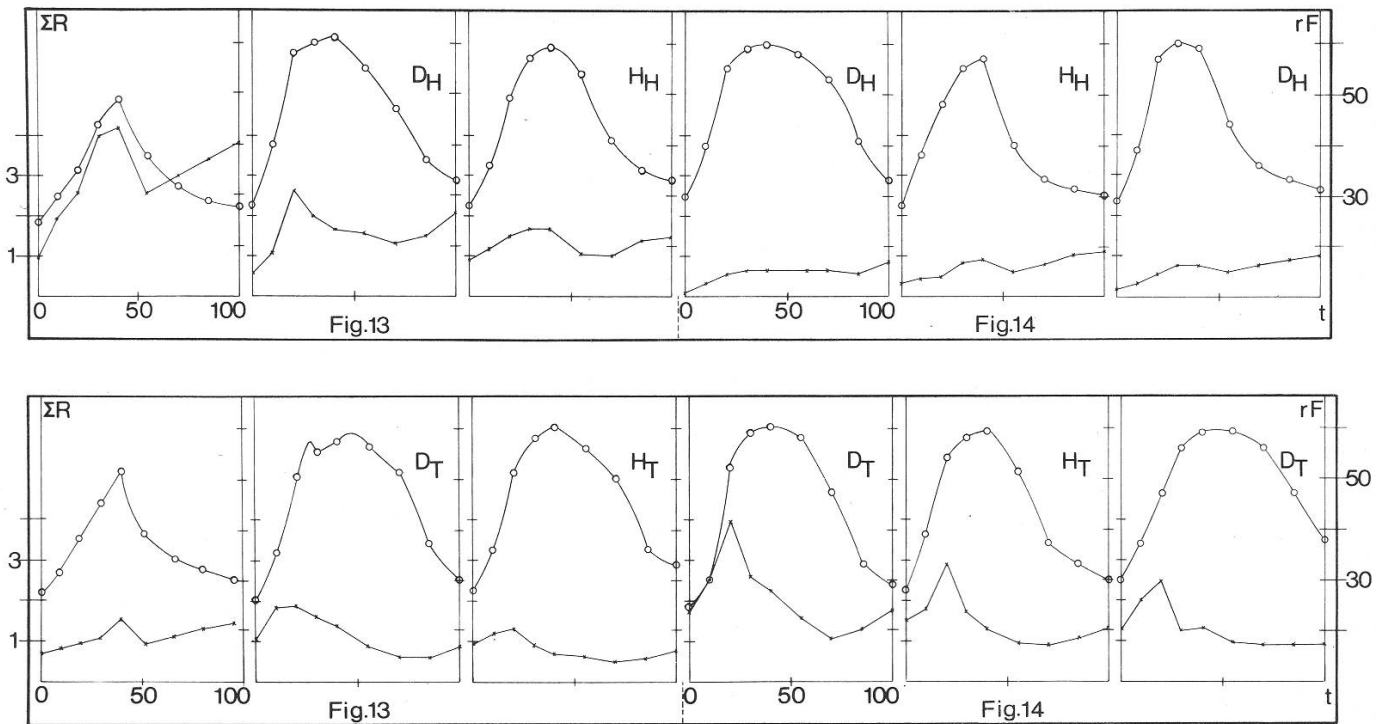 ΣR rF
D_H H_H D_H H_H D_H
50
3 30
1
0 50 100 0 50 100 t
Fig.13 Fig.14
ΣR rF
D_T H_T D_T H_T D_T
50
3 30
1
0 50 100 0 50 100 t
Fig.13 Fig.14